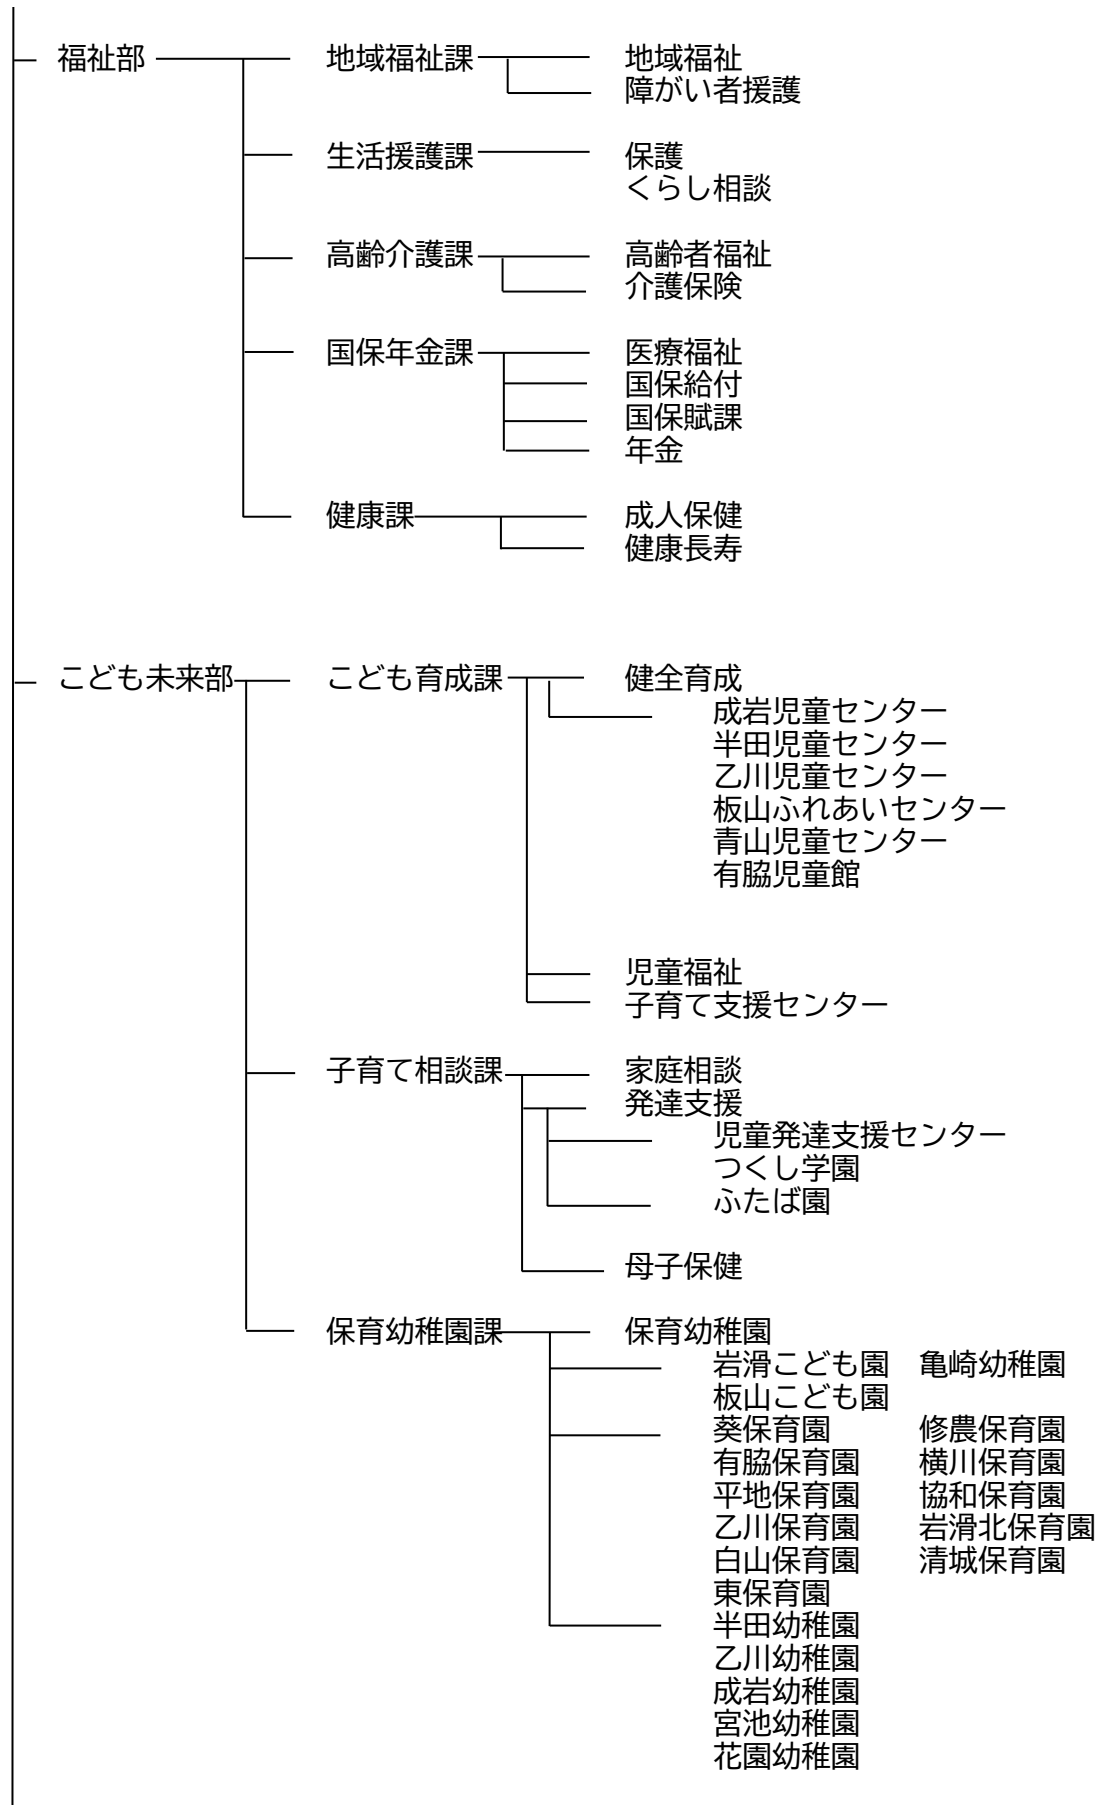 福祉部 地域福祉課 地域福祉
障がい者援護
生活援護課 保護
くらし相談
高齢介護課 高齢者福祉
介護保険
国保年金課 医療福祉
国保給付
国保賦課
年金
健康課 成人保健
健康長寿
こども未来部 こども育成課 健全育成
成岩児童センター
半田児童センター
乙川児童センター
板山ふれあいセンター
青山児童センター
有脇児童館
児童福祉
子育て支援センター
子育て相談課 家庭相談
発達支援
児童発達支援センター
つくし学園
ふたば園
母子保健
保育幼稚園課 保育幼稚園
岩滑こども園 亀崎幼稚園
板山こども園
葵保育園 修農保育園
有脇保育園 横川保育園
平地保育園 協和保育園
乙川保育園 岩滑北保育園
白山保育園 清城保育園
東保育園
半田幼稚園
乙川幼稚園
成岩幼稚園
宮池幼稚園
花園幼稚園